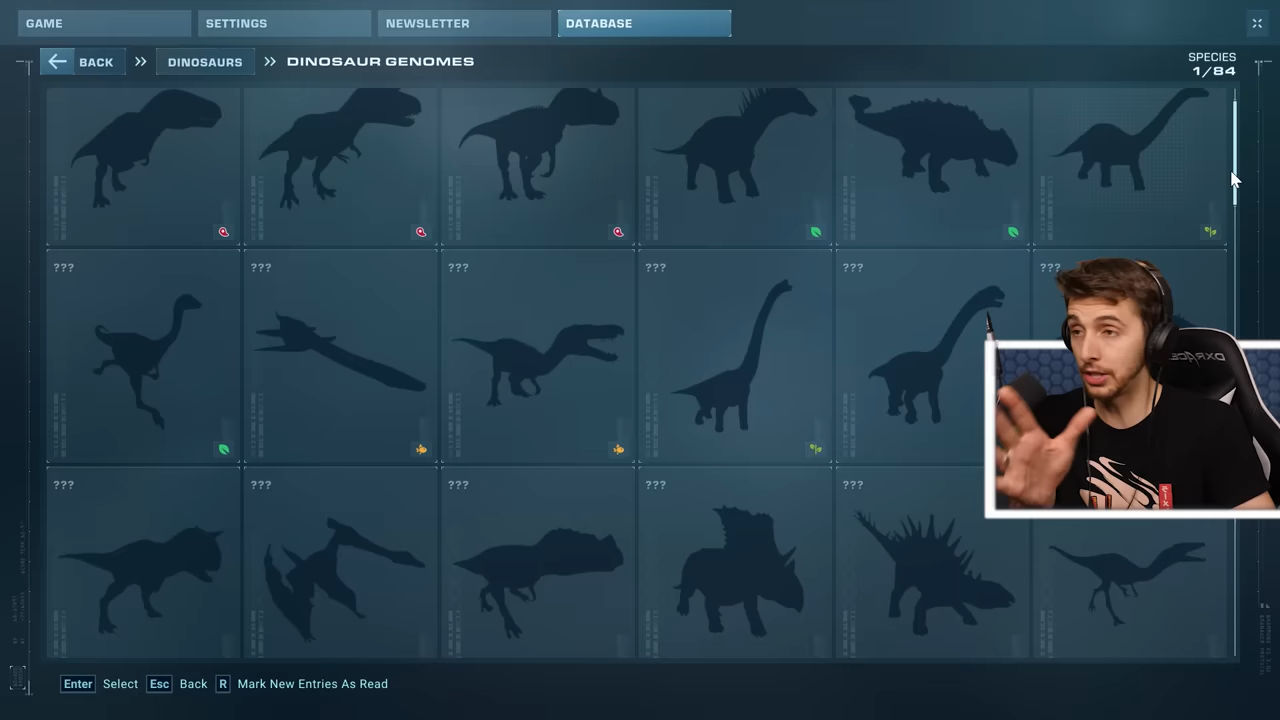 GAME
SETTINGS
NEWSLETTER
DATABASE
BACK
DINOSAURS
DINOSAUR GENOMES
SPECIES
1/84
???
???
???
???
???
???
???
???
???
???
???
DXRACER
Enter Select Esc Back R Mark New Entries As Read